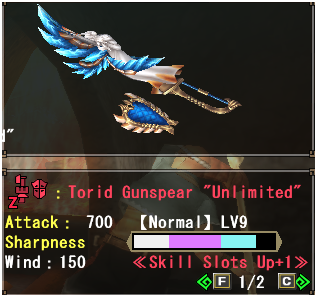 d"
Z : Torid Gunspear "Unlimited"
Attack: 700 【Normal】LV9
Sharpness
Wind:150 ≪Skill Slots Up+1≫
F 1/2 C